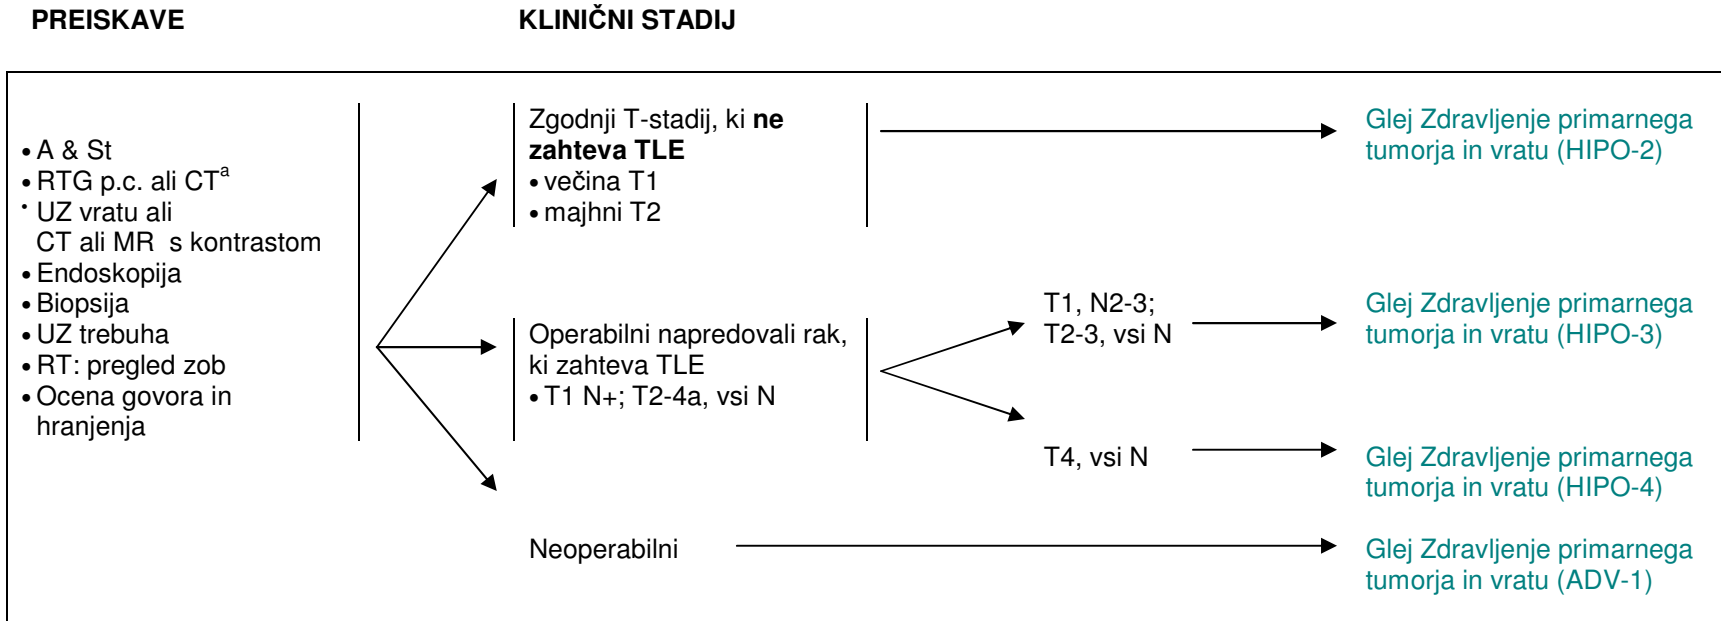 PREISKAVE
KLINIČNI STADIJ
• A & St
• RTG p.c. ali CTᵃ
• UZ vratu ali
CT ali MR s kontrastom
• Endoskopija
• Biopsija
• UZ trebuha
• RT: pregled zob
• Ocena govora in
hranjenja
Zgodnji T-stadij, ki ne
zahteva TLE
• večina T1
• majhni T2
Glej Zdravljenje primarnega
tumorja in vratu (HIPO-2)
Operabilni napredovali rak,
ki zahteva TLE
• T1 N+; T2-4a, vsi N
T1, N2-3;
T2-3, vsi N
Glej Zdravljenje primarnega
tumorja in vratu (HIPO-3)
T4, vsi N
Glej Zdravljenje primarnega
tumorja in vratu (HIPO-4)
Neoperabilni
Glej Zdravljenje primarnega
tumorja in vratu (ADV-1)